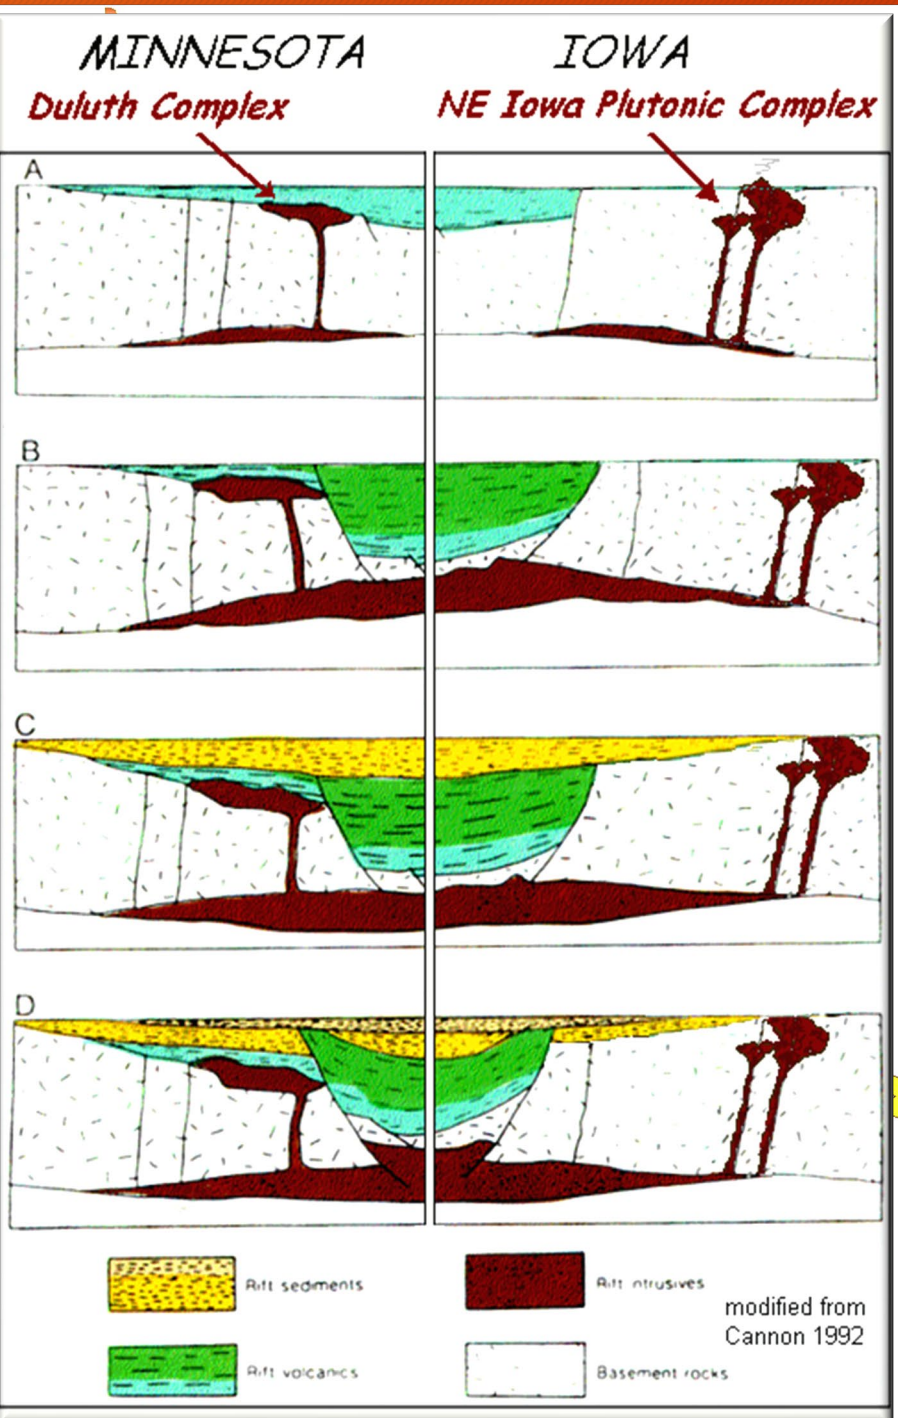 MINNESOTA
IOWA
Duluth Complex
NE Iowa Plutonic Complex
A
B
C
D
Rift sediments
Rift intrusives
Rift volcanics
Basement rocks
modified from
Cannon 1992